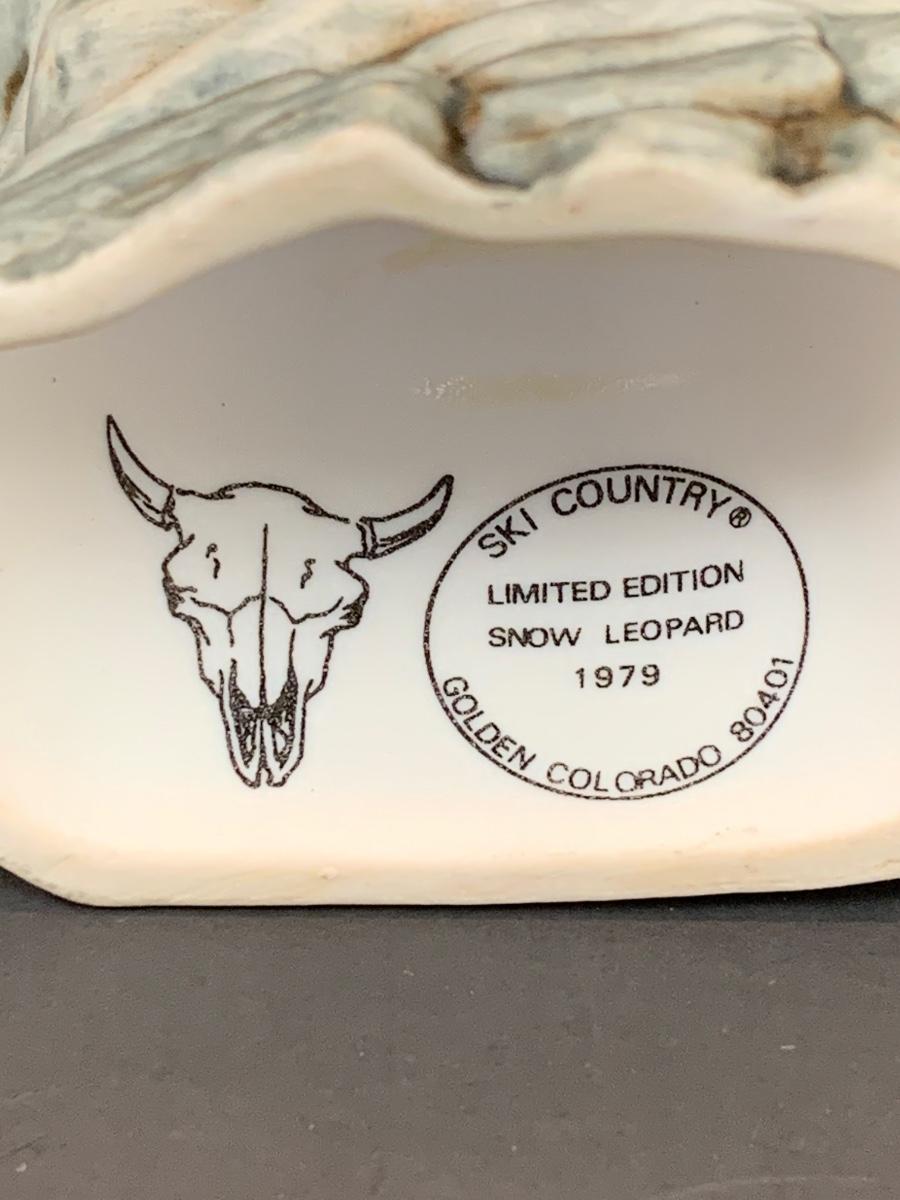 SKI COUNTRY®
LIMITED EDITION
SNOW LEOPARD
1979
GOLDEN COLORADO 80401